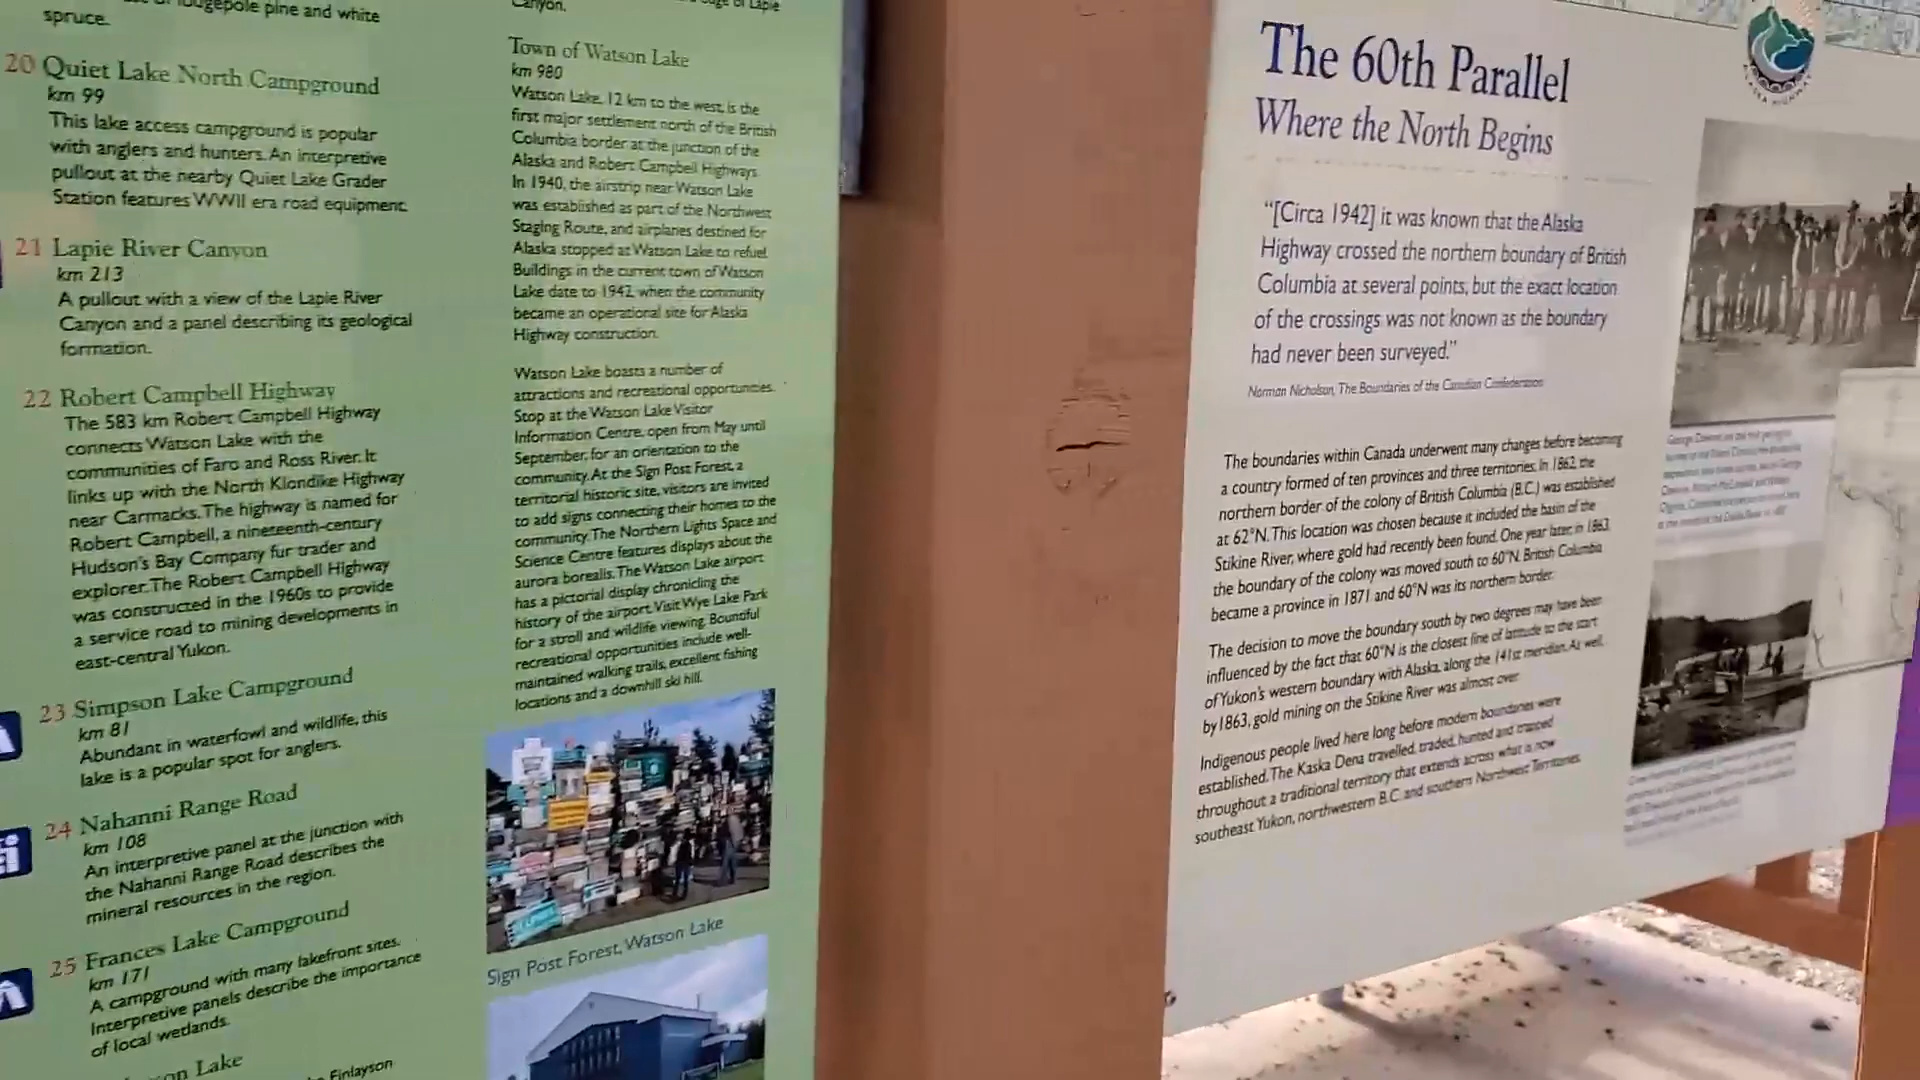 of lodgepole pine and white
spruce.
20 Quiet Lake North Campground
km 99
This lake access campground is popular
with anglers and hunters. An interpretive
pullout at the nearby Quiet Lake Grader
Station features WWII era road equipment.
21 Lapie River Canyon
km 213
A pullout with a view of the Lapie River
Canyon and a panel describing its geological
formation.
22 Robert Campbell Highway
The 583 km Robert Campbell Highway
connects Watson Lake with the
communities of Faro and Ross River. It
links up with the North Klondike Highway
near Carmacks. The highway is named for
Robert Campbell, a nineteenth-century
Hudson's Bay Company fur trader and
explorer. The Robert Campbell Highway
was constructed in the 1960s to provide
a service road to mining developments in
east-central Yukon.
23 Simpson Lake Campground
km 81
Abundant in waterfowl and wildlife, this
lake is a popular spot for anglers.
24 Nahanni Range Road
km 108
An interpretive panel at the junction with
the Nahanni Range Road describes the
mineral resources in the region.
25 Frances Lake Campground
km 171
A campground with many lakefront sites.
Interpretive panels describe the importance
of local wetlands.
Lake
Finlayson
of Lapie
Canyon.
Town of Watson Lake
km 980
Watson Lake, 12 km to the west, is the
first major settlement north of the British
Columbia border at the junction of the
Alaska and Robert Campbell Highways.
In 1940, the airstrip near Watson Lake
was established as part of the Northwest
Staging Route, and airplanes destined for
Alaska stopped at Watson Lake to refuel.
Buildings in the current town of Watson
Lake date to 1942 when the community
became an operational site for Alaska
Highway construction.
Watson Lake boasts a number of
attractions and recreational opportunities.
Stop at the Watson Lake Visitor
Information Centre, open from May until
September, for an orientation to the
community. At the Sign Post Forest, a
territorial historic site, visitors are invited
to add signs connecting their homes to the
community. The Northern Lights Space and
Science Centre features displays about the
aurora borealis. The Watson Lake airport
has a pictorial display chronicling the
history of the airport. Visit Wye Lake Park
for a stroll and wildlife viewing. Bountiful
recreational opportunities include well-
maintained walking trails, excellent fishing
locations and a downhill ski hill.
Sign Post Forest, Watson Lake
The 60th Parallel
Where the North Begins
"[Circa 1942] it was known that the Alaska
Highway crossed the northern boundary of British
Columbia at several points, but the exact location
of the crossings was not known as the boundary
had never been surveyed."
Norman Nicholson, The Boundaries of the Canadian Confederation
The boundaries within Canada underwent many changes before becoming
a country formed of ten provinces and three territories. In 1862, the
northern border of the colony of British Columbia (B.C.) was established
at 62°N. This location was chosen because it included the basin of the
Stikine River, where gold had recently been found. One year later, in 1863,
the boundary of the colony was moved south to 60°N. British Columbia
became a province in 1871 and 60°N was its northern border.
The decision to move the boundary south by two degrees may have been
influenced by the fact that 60°N is the closest line of latitude to the start
of Yukon's western boundary with Alaska, along the 141st meridian. As well,
by 1863, gold mining on the Stikine River was almost over.
Indigenous people lived here long before modern boundaries were
established. The Kaska Dena travelled, traded, hunted and trapped
throughout a traditional territory that extends across what is now
southeast Yukon, northwestern B.C. and southern Northwest Territories.